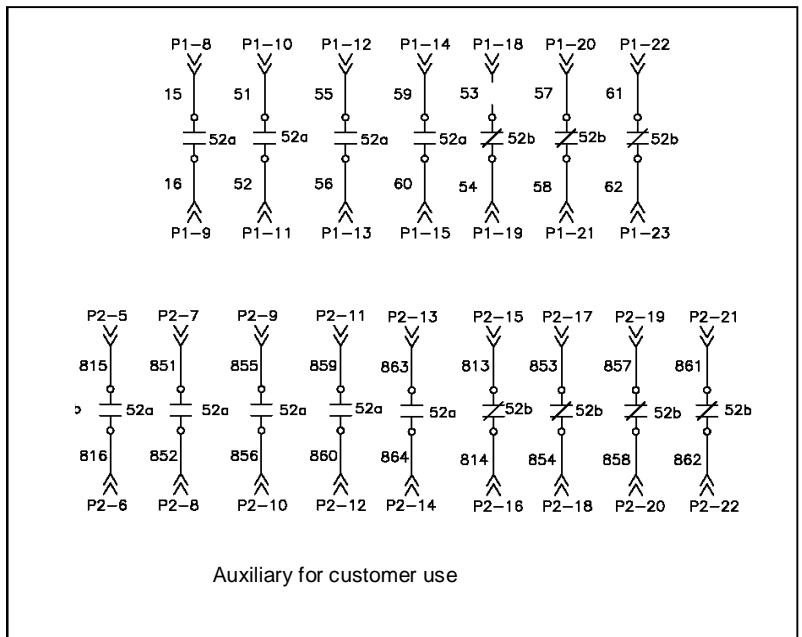 P1-8 P1-10 P1-12 P1-14 P1-18 P1-20 P1-22
15 51 55 59 53 57 61
52a 52a 52a 52a 52b 52b 52b
16 52 56 60 54 58 62
P1-9 P1-11 P1-13 P1-15 P1-19 P1-21 P1-23
P2-5 P2-7 P2-9 P2-11 P2-13 P2-15 P2-17 P2-19 P2-21
815 851 855 859 863 813 853 857 861
52a 52a 52a 52a 52a 52b 52b 52b 52b
816 852 856 860 864 814 854 858 862
P2-6 P2-8 P2-10 P2-12 P2-14 P2-16 P2-18 P2-20 P2-22
Auxiliary for customer use